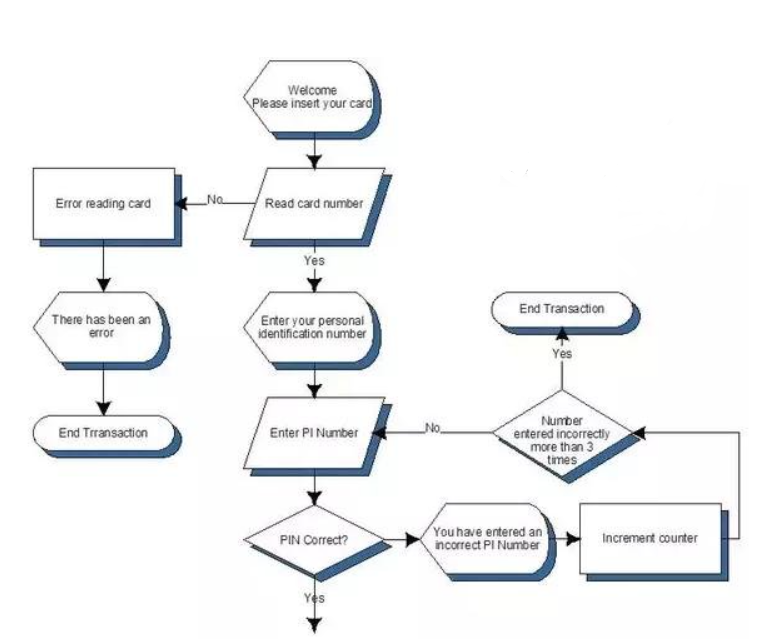 Welcome
Please insert your card
Error reading card
No
Read card number
Yes
There has been an
error
Enter your personal
identification number
End Transaction
Yes
End Trransaction
Enter PI Number
No
Number
entered incorrectly
more than 3
times
PIN Correct?
You have entered an
incorrect PI Number
Increment counter
Yes